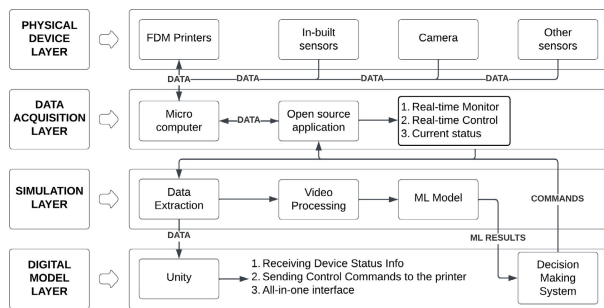 PHYSICAL
DEVICE
LAYER
FDM Printers
In-built
sensors
Camera
Other
sensors
DATA
DATA
DATA
DATA
DATA
ACQUISITION
LAYER
Micro
computer
DATA
Open source
application
1. Real-time Monitor
2. Real-time Control
3. Current status
SIMULATION
LAYER
Data
Extraction
Video
Processing
ML Model
COMMANDS
DATA
ML RESULTS
DIGITAL
MODEL
LAYER
Unity
1. Receiving Device Status Info
2. Sending Control Commands to the printer
3. All-in-one interface
Decision
Making
System